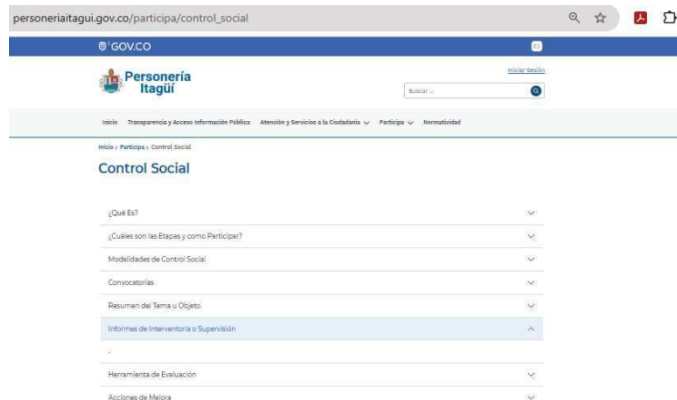 personeriaitagui.gov.co/participa/control_social
GOV.CO
Iniciar Sesión
Personería
Itagüí
Buscar ...
Inicio Transparencia y Acceso Información Pública Atención y Servicios a la Ciudadanía Participa Normatividad
Inicio > Participa > Control Social
Control Social
¿Qué Es?
¿Cuáles son las Etapas y como Participar?
Modalidades de Control Social
Convocatorias
Resumen del Tema u Objeto
Informes de Interventoría o Supervisión
.
Herramienta de Evaluación
Acciones de Mejora